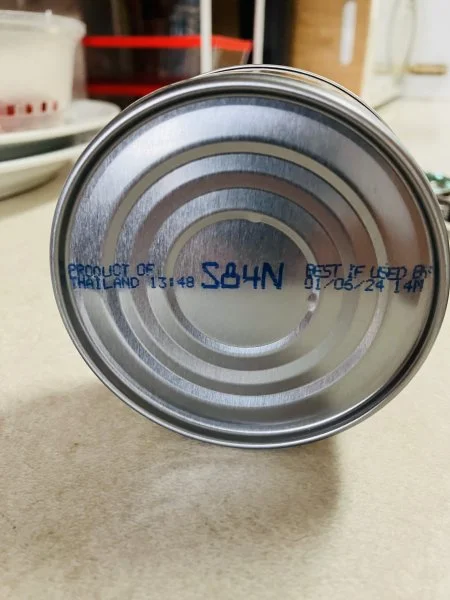 PRODUCT OF
THAILAND 13:48
S84N
BEST IF USED BY
01/06/24 14N